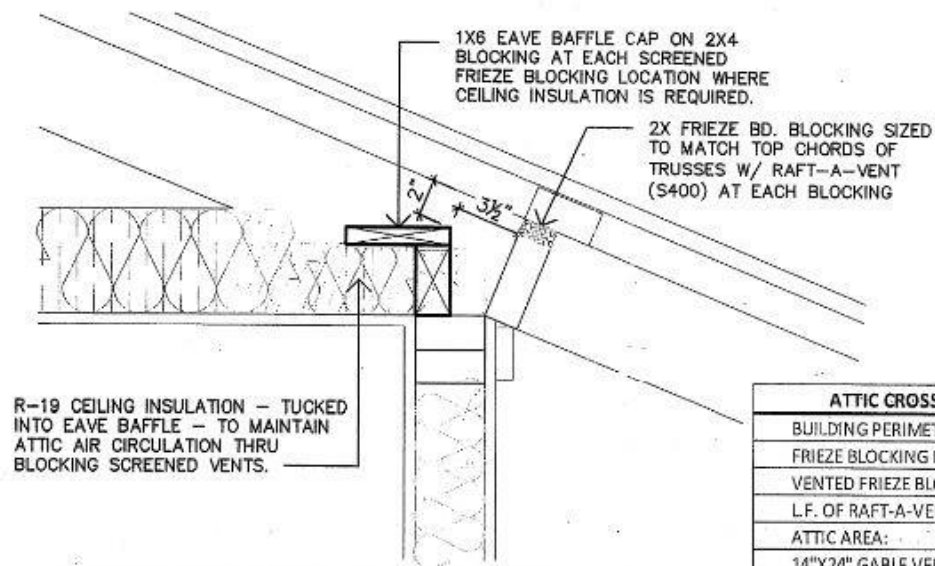 1X6 EAVE BAFFLE CAP ON 2X4
BLOCKING AT EACH SCREENED
FRIEZE BLOCKING LOCATION WHERE
CEILING INSULATION IS REQUIRED.
2X FRIEZE BD. BLOCKING SIZED
TO MATCH TOP CHORDS OF
TRUSSES W/ RAFT-A-VENT
(S400) AT EACH BLOCKING
2"
3½"
R-19 CEILING INSULATION - TUCKED
INTO EAVE BAFFLE - TO MAINTAIN
ATTIC AIR CIRCULATION THRU
BLOCKING SCREENED VENTS.
ATTIC CROSS
BUILDING PERIMET
FRIEZE BLOCKING
VENTED FRIEZE BLO
L.F. OF RAFT-A-VE
ATTIC AREA:
14"X24" GABLE VE